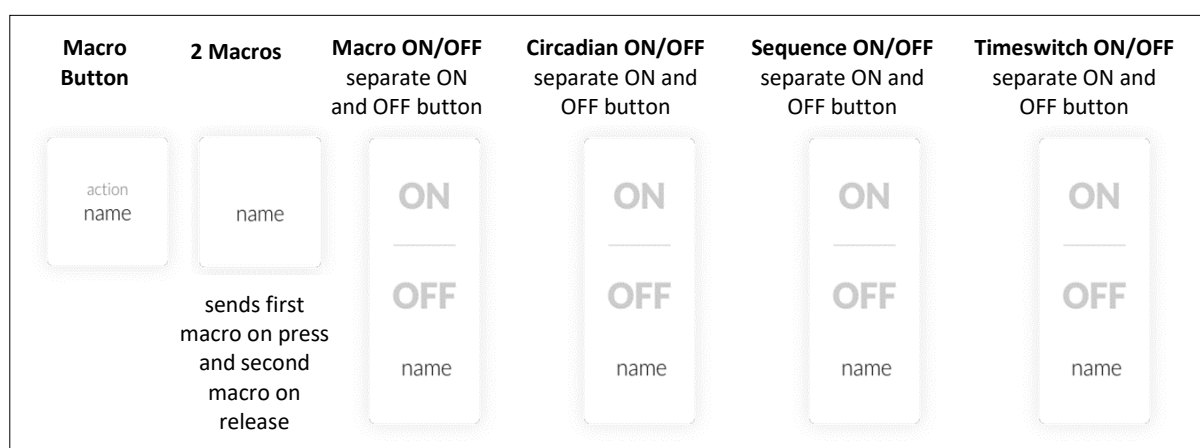 Macro
Button
action
name
2 Macros
name
sends first
macro on press
and second
macro on
release
Macro ON/OFF
separate ON
and OFF button
ON
OFF
name
Circadian ON/OFF
separate ON and
OFF button
ON
OFF
name
Sequence ON/OFF
separate ON and
OFF button
ON
OFF
name
Timeswitch ON/OFF
separate ON and
OFF button
ON
OFF
name